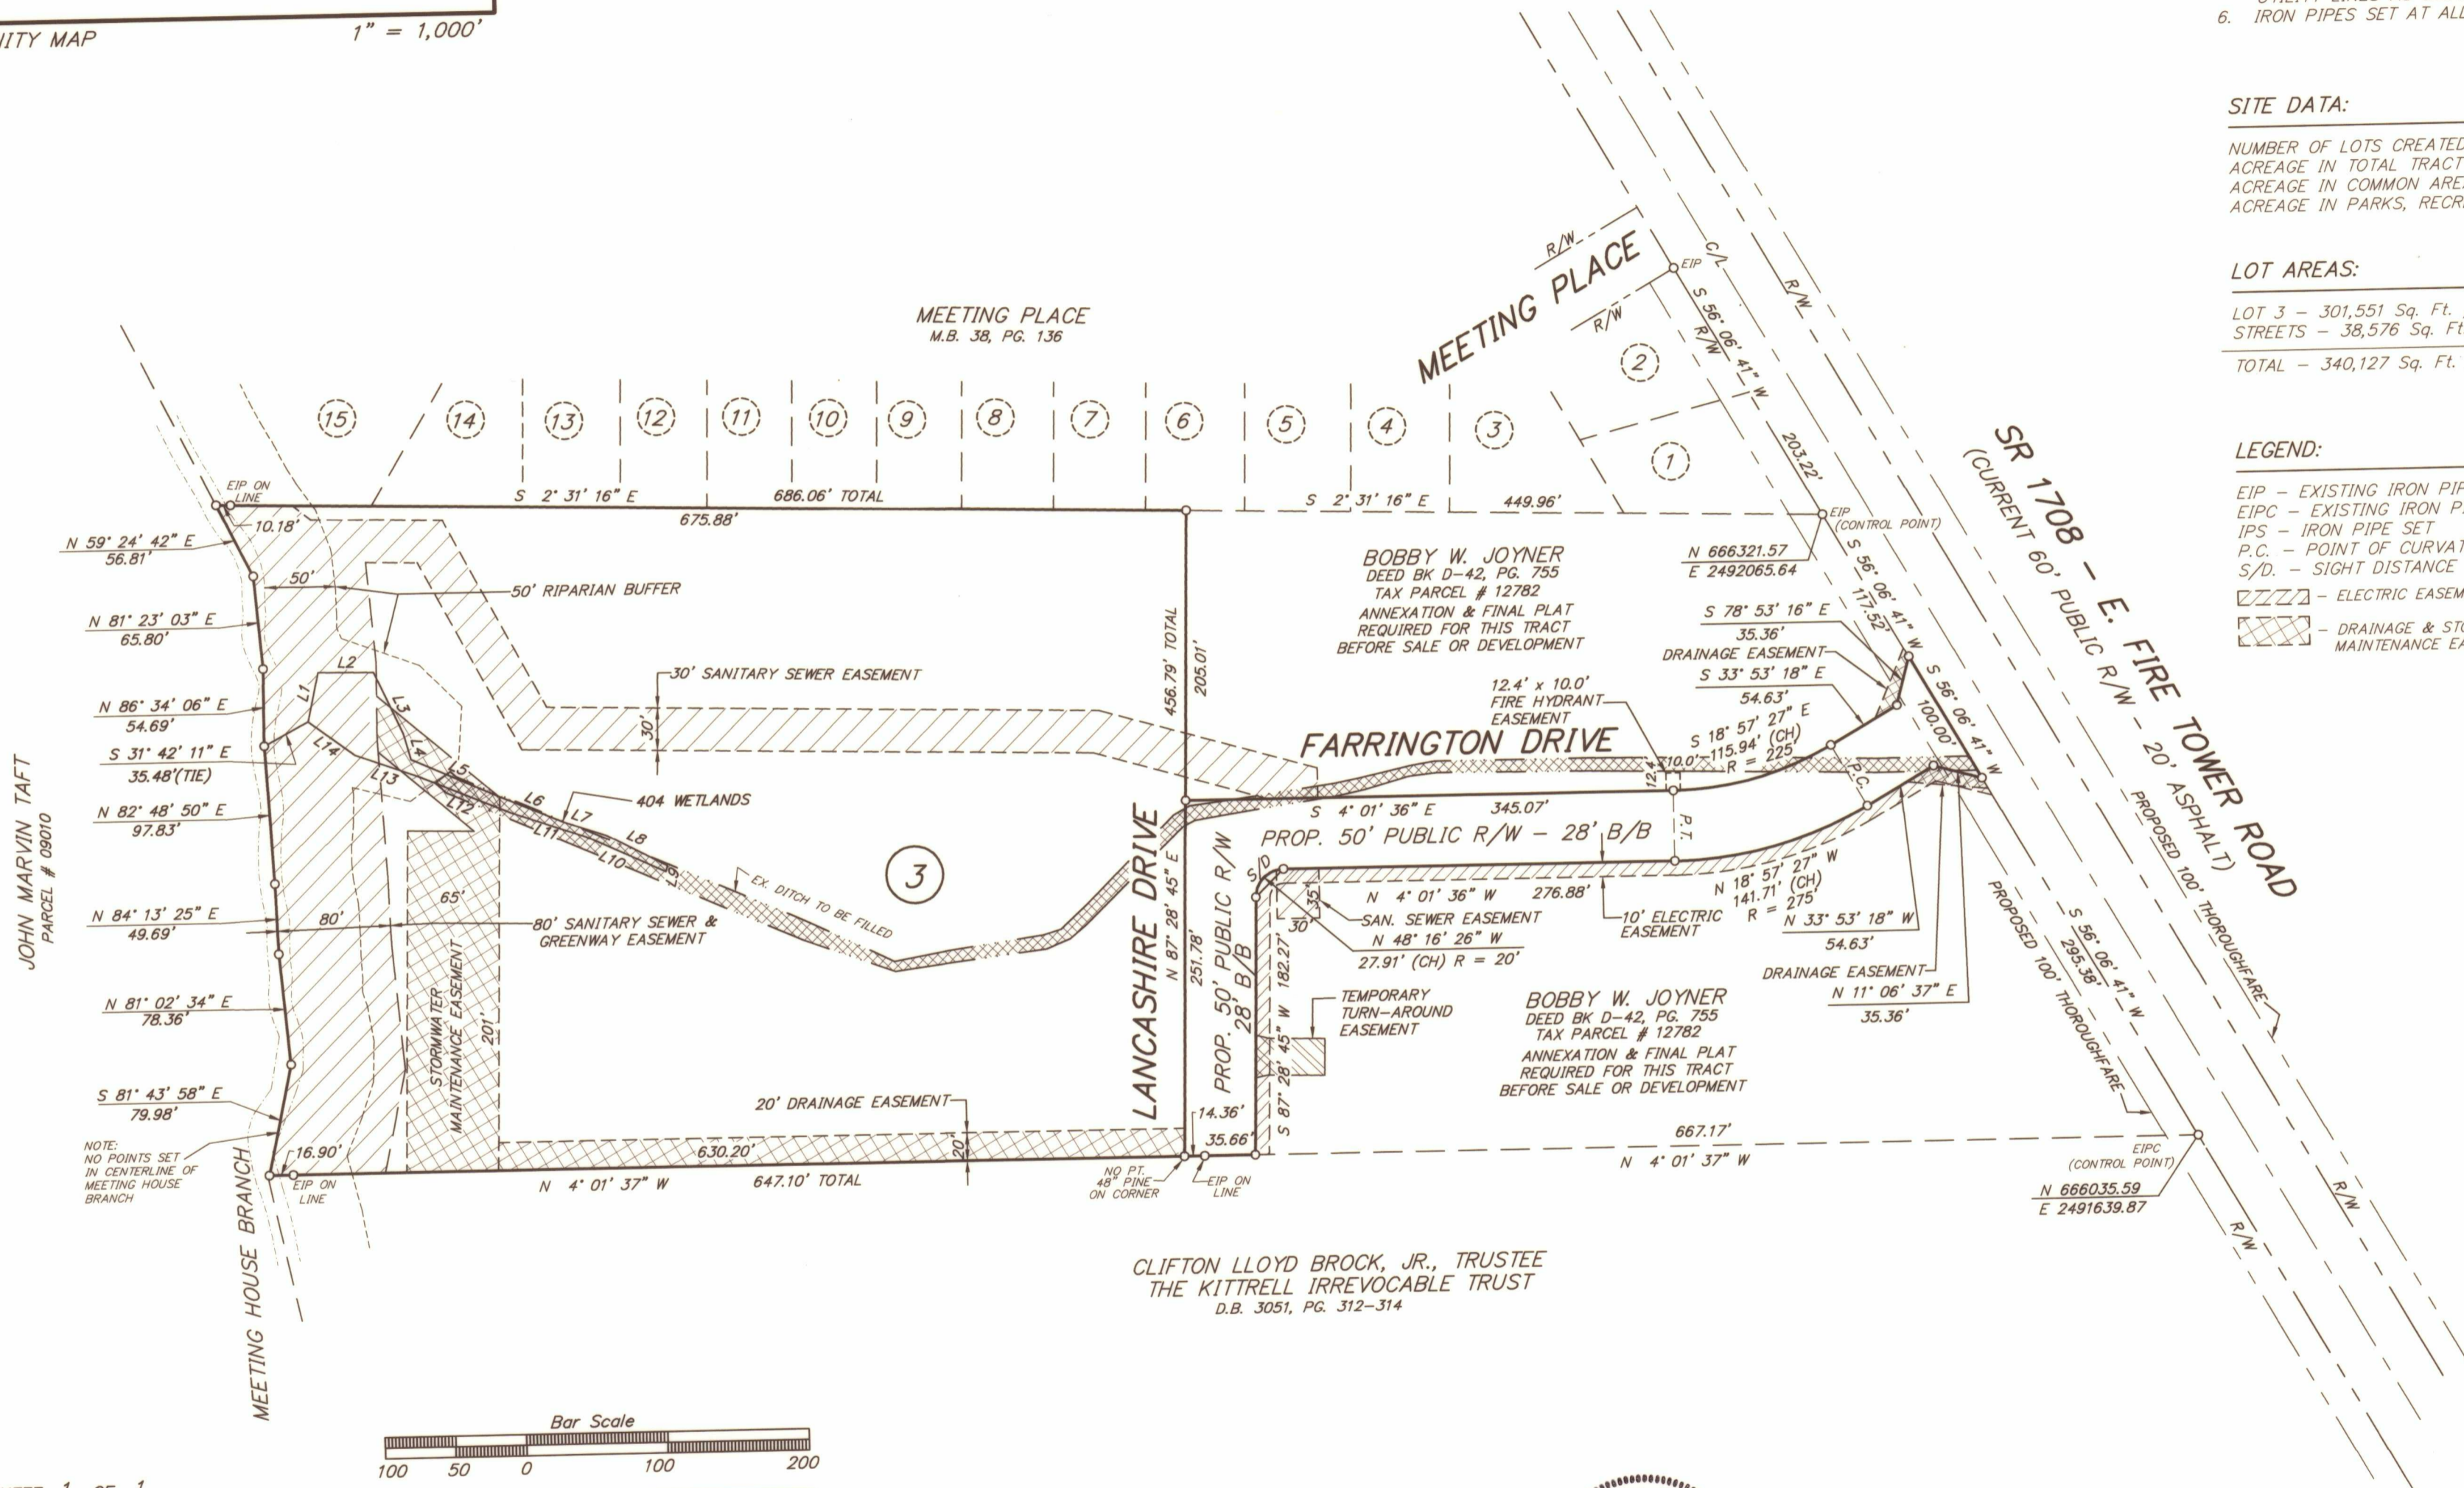 NITY MAP
1" = 1,000'
6. IRON PIPES SET AT ALL
SITE DATA:
NUMBER OF LOTS CREATED
ACREAGE IN TOTAL TRACT
ACREAGE IN COMMON ARE
ACREAGE IN PARKS, RECR
LOT AREAS:
LOT 3 – 301,551 Sq. Ft.
STREETS – 38,576 Sq. Ft
TOTAL – 340,127 Sq. Ft.
LEGEND:
EIP – EXISTING IRON PIP
EIPC – EXISTING IRON P
IPS – IRON PIPE SET
P.C. – POINT OF CURVAT
S/D. – SIGHT DISTANCE
– ELECTRIC EASEM
– DRAINAGE & STO
MAINTENANCE EA
MEETING PLACE
M.B. 38, PG. 136
MEETING PLACE
R/W
R/W
EIP
C/L
R/W
S 56° 06' 41" W
R/W
203.22'
15
14
13
12
11
10
9
8
7
6
5
4
3
2
1
EIP ON
LINE
10.18'
S 2° 31' 16" E
686.06' TOTAL
675.88'
S 2° 31' 16" E
449.96'
EIP
(CONTROL POINT)
N 666321.57
E 2492065.64
SR 1708 – E. FIRE TOWER ROAD
(CURRENT 60' PUBLIC R/W – 20' ASPHALT)
N 59° 24' 42" E
56.81'
N 81° 23' 03" E
65.80'
N 86° 34' 06" E
54.69'
S 31° 42' 11" E
35.48'(TIE)
N 82° 48' 50" E
97.83'
N 84° 13' 25" E
49.69'
N 81° 02' 34" E
78.36'
S 81° 43' 58" E
79.98'
NOTE:
NO POINTS SET
IN CENTERLINE OF
MEETING HOUSE
BRANCH
JOHN MARVIN TAFT
PARCEL # 09010
MEETING HOUSE BRANCH
50'
50' RIPARIAN BUFFER
L1
L2
L3
L4
L5
L6
L7
L8
L9
L10
L11
L12
L13
L14
30' SANITARY SEWER EASEMENT
30'
404 WETLANDS
EX. DITCH TO BE FILLED
3
80'
65'
80' SANITARY SEWER &
GREENWAY EASEMENT
STORMWATER
MAINTENANCE EASEMENT
201'
20' DRAINAGE EASEMENT
20'
16.90'
EIP ON
LINE
630.20'
N 4° 01' 37" W
647.10' TOTAL
456.79' TOTAL
205.01'
LANCASHIRE DRIVE
N 87° 28' 45" E
251.78'
PROP. 50' PUBLIC R/W
28' B/B
14.36'
35.66'
NO PT.
48" PINE
ON CORNER
EIP ON
LINE
BOBBY W. JOYNER
DEED BK D-42, PG. 755
TAX PARCEL # 12782
ANNEXATION & FINAL PLAT
REQUIRED FOR THIS TRACT
BEFORE SALE OR DEVELOPMENT
S 56° 06' 41" W
117.52'
S 78° 53' 16" E
35.36'
DRAINAGE EASEMENT
S 33° 53' 18" E
54.63'
12.4' x 10.0'
FIRE HYDRANT
EASEMENT
FARRINGTON DRIVE
12.4'
10.0'
S 18° 57' 27" E
115.94' (CH)
R = 225'
P.C.
S 56° 06' 41" W
100.00'
S 4° 01' 36" E
345.07'
PROP. 50' PUBLIC R/W – 28' B/B
P.T.
S D
N 4° 01' 36" W
276.88'
N 18° 57' 27" W
141.71' (CH)
R = 275'
35'
30'
SAN. SEWER EASEMENT
10' ELECTRIC
EASEMENT
N 48° 16' 26" W
27.91' (CH) R = 20'
N 33° 53' 18" W
54.63'
DRAINAGE EASEMENT
N 11° 06' 37" E
35.36'
S 87° 28' 45" W
182.27'
TEMPORARY
TURN-AROUND
EASEMENT
BOBBY W. JOYNER
DEED BK D-42, PG. 755
TAX PARCEL # 12782
ANNEXATION & FINAL PLAT
REQUIRED FOR THIS TRACT
BEFORE SALE OR DEVELOPMENT
667.17'
N 4° 01' 37" W
PROPOSED 100' THOROUGHFARE
PROPOSED 100' THOROUGHFARE
S 56° 06' 41" W
295.38'
EIPC
(CONTROL POINT)
N 666035.59
E 2491639.87
R/W
R/W
CLIFTON LLOYD BROCK, JR., TRUSTEE
THE KITTRELL IRREVOCABLE TRUST
D.B. 3051, PG. 312-314
Bar Scale
100 50 0 100 200